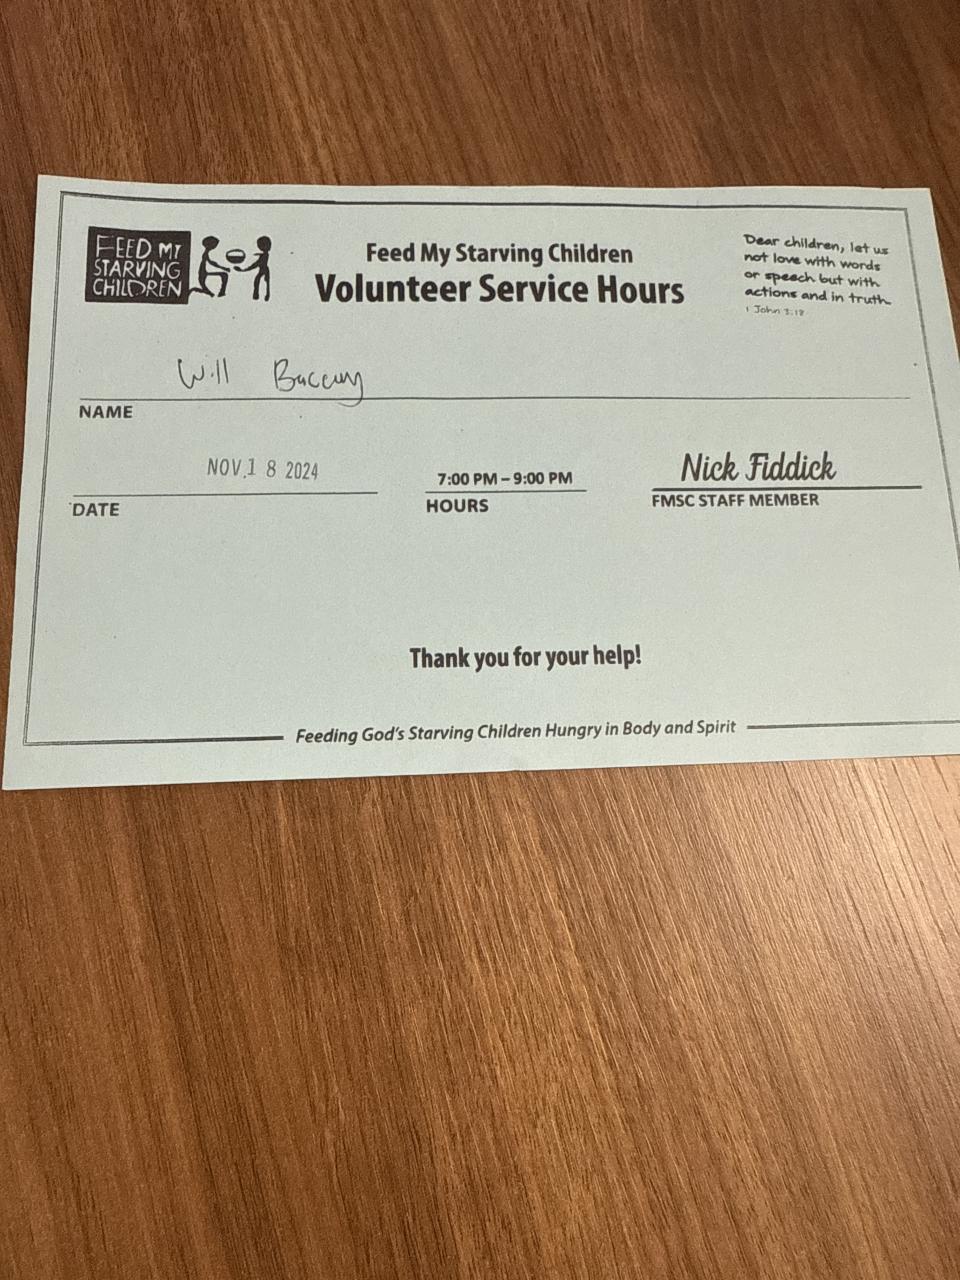 FEED MY
STARVING
CHILDREN
Feed My Starving Children
Volunteer Service Hours
Dear children, let us
not love with words
or speech but with
actions and in truth.
1 John 3:18
Will
NAME
NOV 18 2024
DATE
7:00 PM – 9:00 PM
HOURS
Nick Fiddick
FMSC STAFF MEMBER
Thank you for your help!
Feeding God's Starving Children Hungry in Body and Spirit